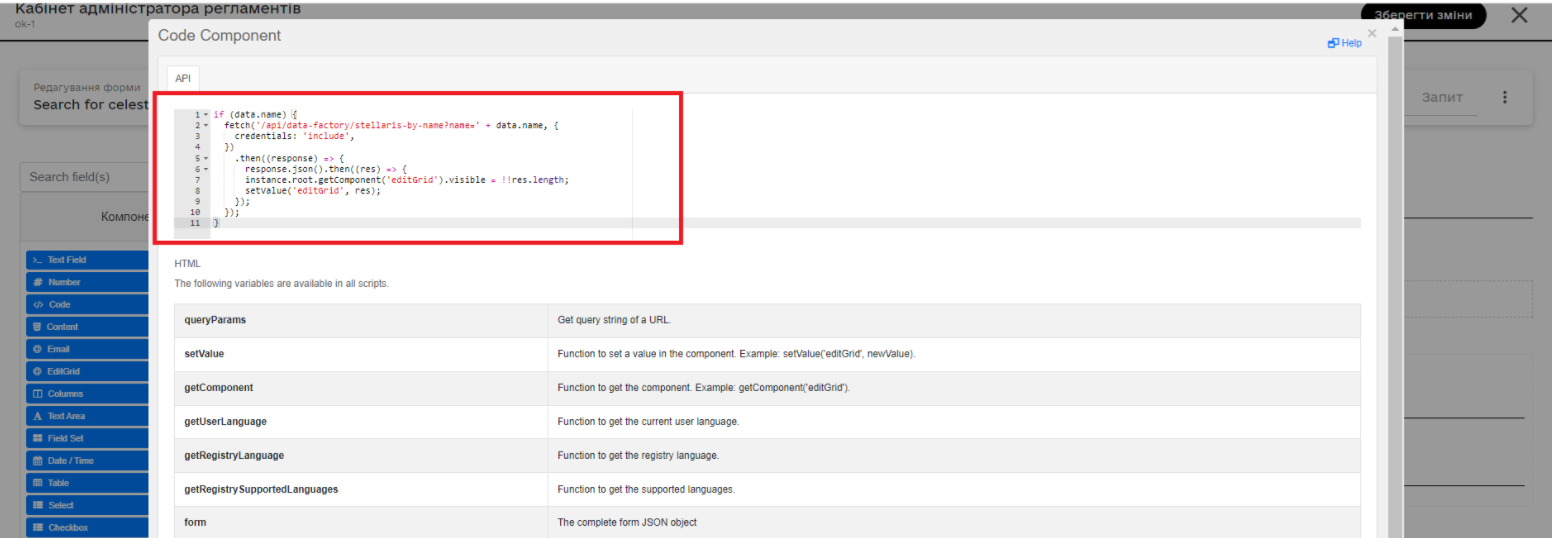 Кабінет адміністратора регламентів
ok-1
Зберегти зміни
Code Component
Help
API
Редагування форми
Search for celest
Запит
1 if (data.name) {
2 fetch('/api/data-factory/stellaris-by-name?name=' + data.name, {
3 credentials: 'include',
4 })
5 .then((response) => {
6 response.json().then((res) => {
7 instance.root.getComponent('editGrid').visible = !!res.length;
8 setValue('editGrid', res);
9 });
10 });
11 }
Search field(s)
Компоне
HTML
The following variables are available in all scripts.
>_ Text Field
# Number
</> Code
Content
@ Email
@ EditGrid
Columns
A Text Area
Field Set
Date / Time
Table
Select
Checkbox
queryParams Get query string of a URL.
setValue Function to set a value in the component. Example: setValue('editGrid', newValue).
getComponent Function to get the component. Example: getComponent('editGrid').
getUserLanguage Function to get the current user language.
getRegistryLanguage Function to get the registry language.
getRegistrySupportedLanguages Function to get the supported languages.
form The complete form JSON object